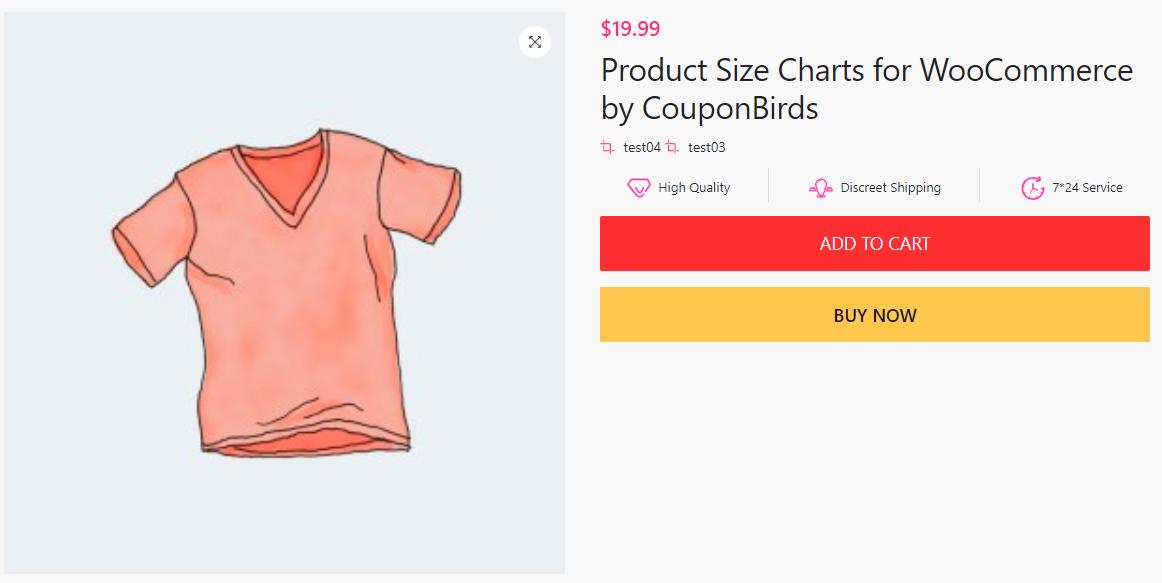 $19.99
Product Size Charts for WooCommerce
by CouponBirds
test04 test03
High Quality Discreet Shipping 7*24 Service
ADD TO CART
BUY NOW